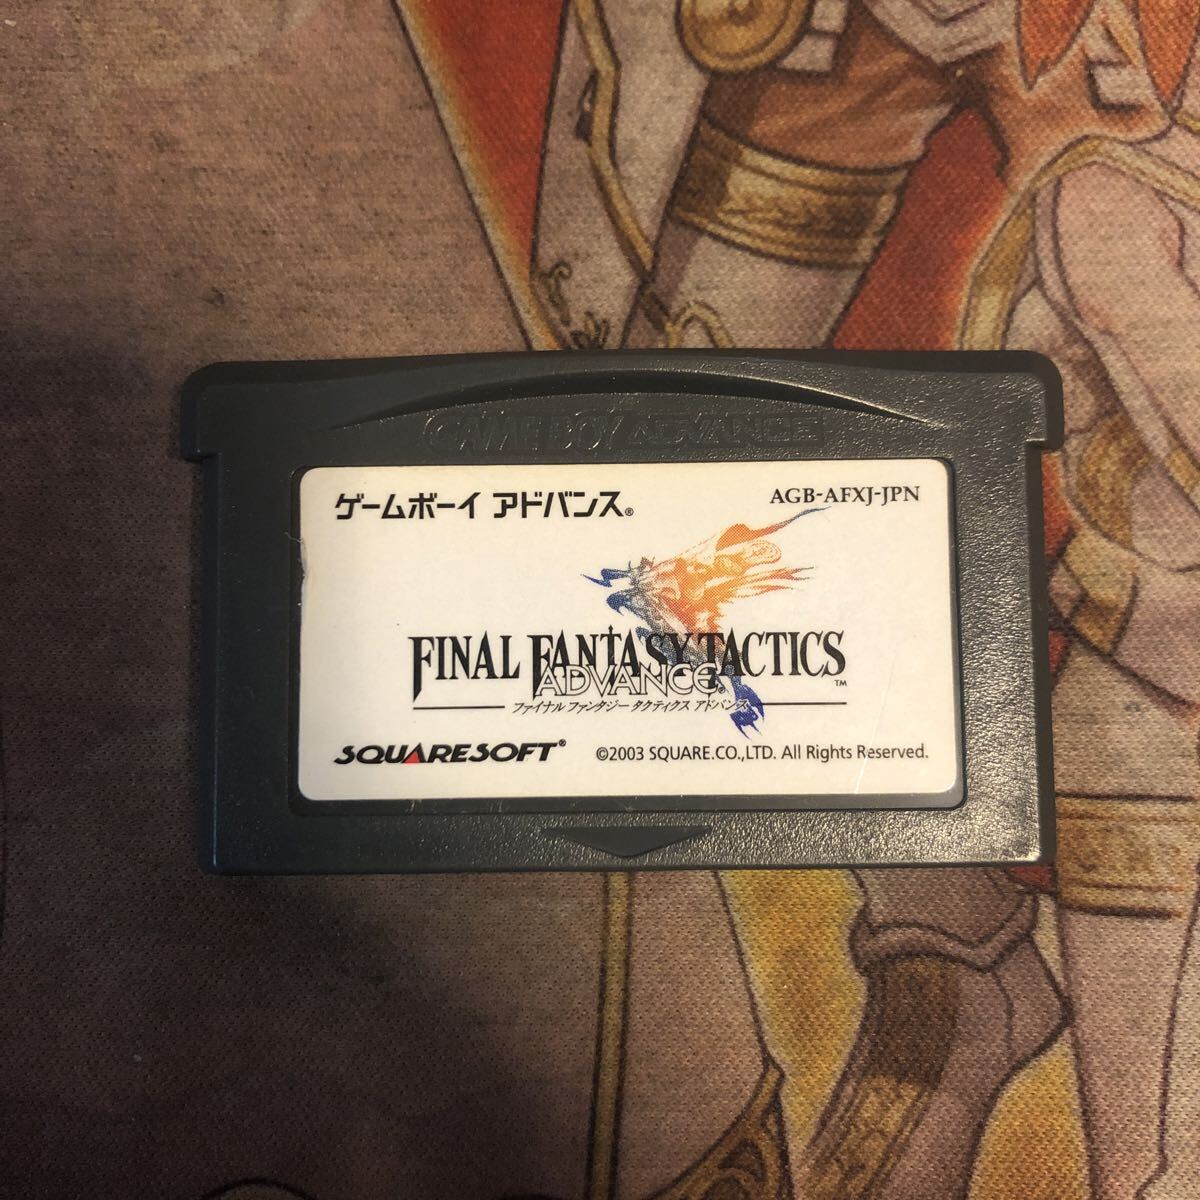 GAME BOY ADVANCE
ゲームボーイ アドバンス®
AGB-AFXJ-JPN
FINAL FANTASY TACTICS™
ADVANCE®
ファイナルファンタジー タクティクス アドバンス
SQUARESOFT®
©2003 SQUARE.CO.,LTD. All Rights Reserved.